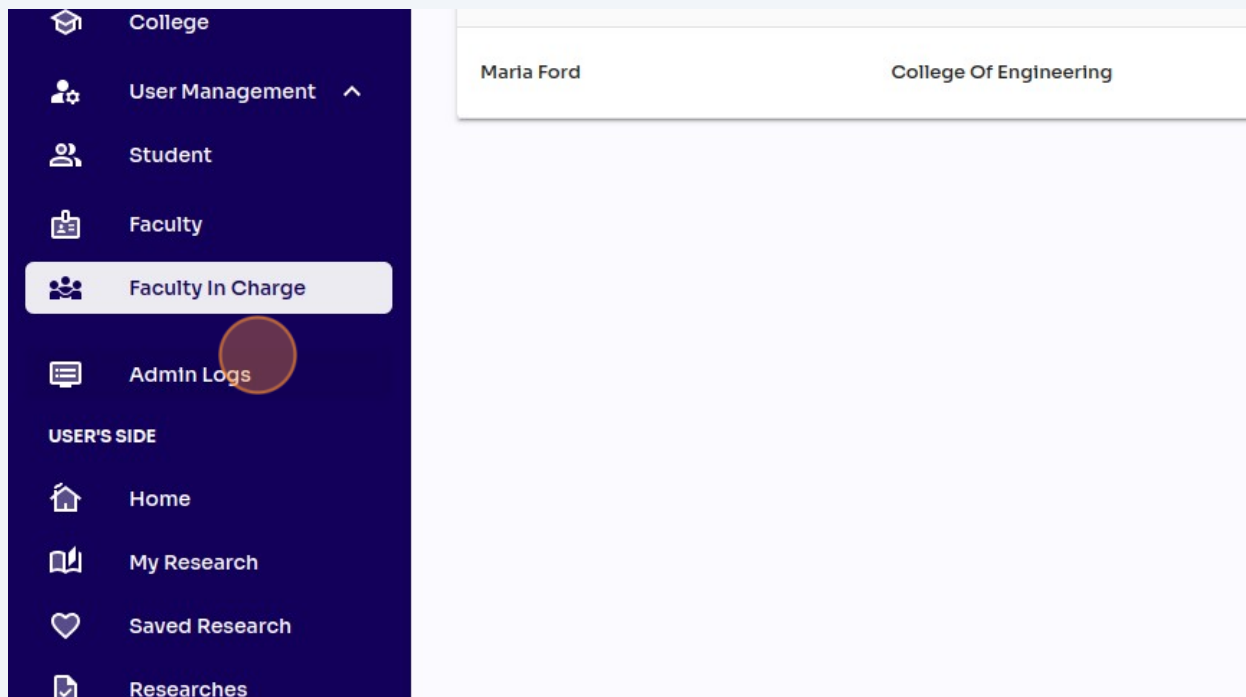 College
User Management
Student
Faculty
Faculty In Charge
Admin Logs
USER'S SIDE
Home
My Research
Saved Research
Researches
Maria Ford College Of Engineering